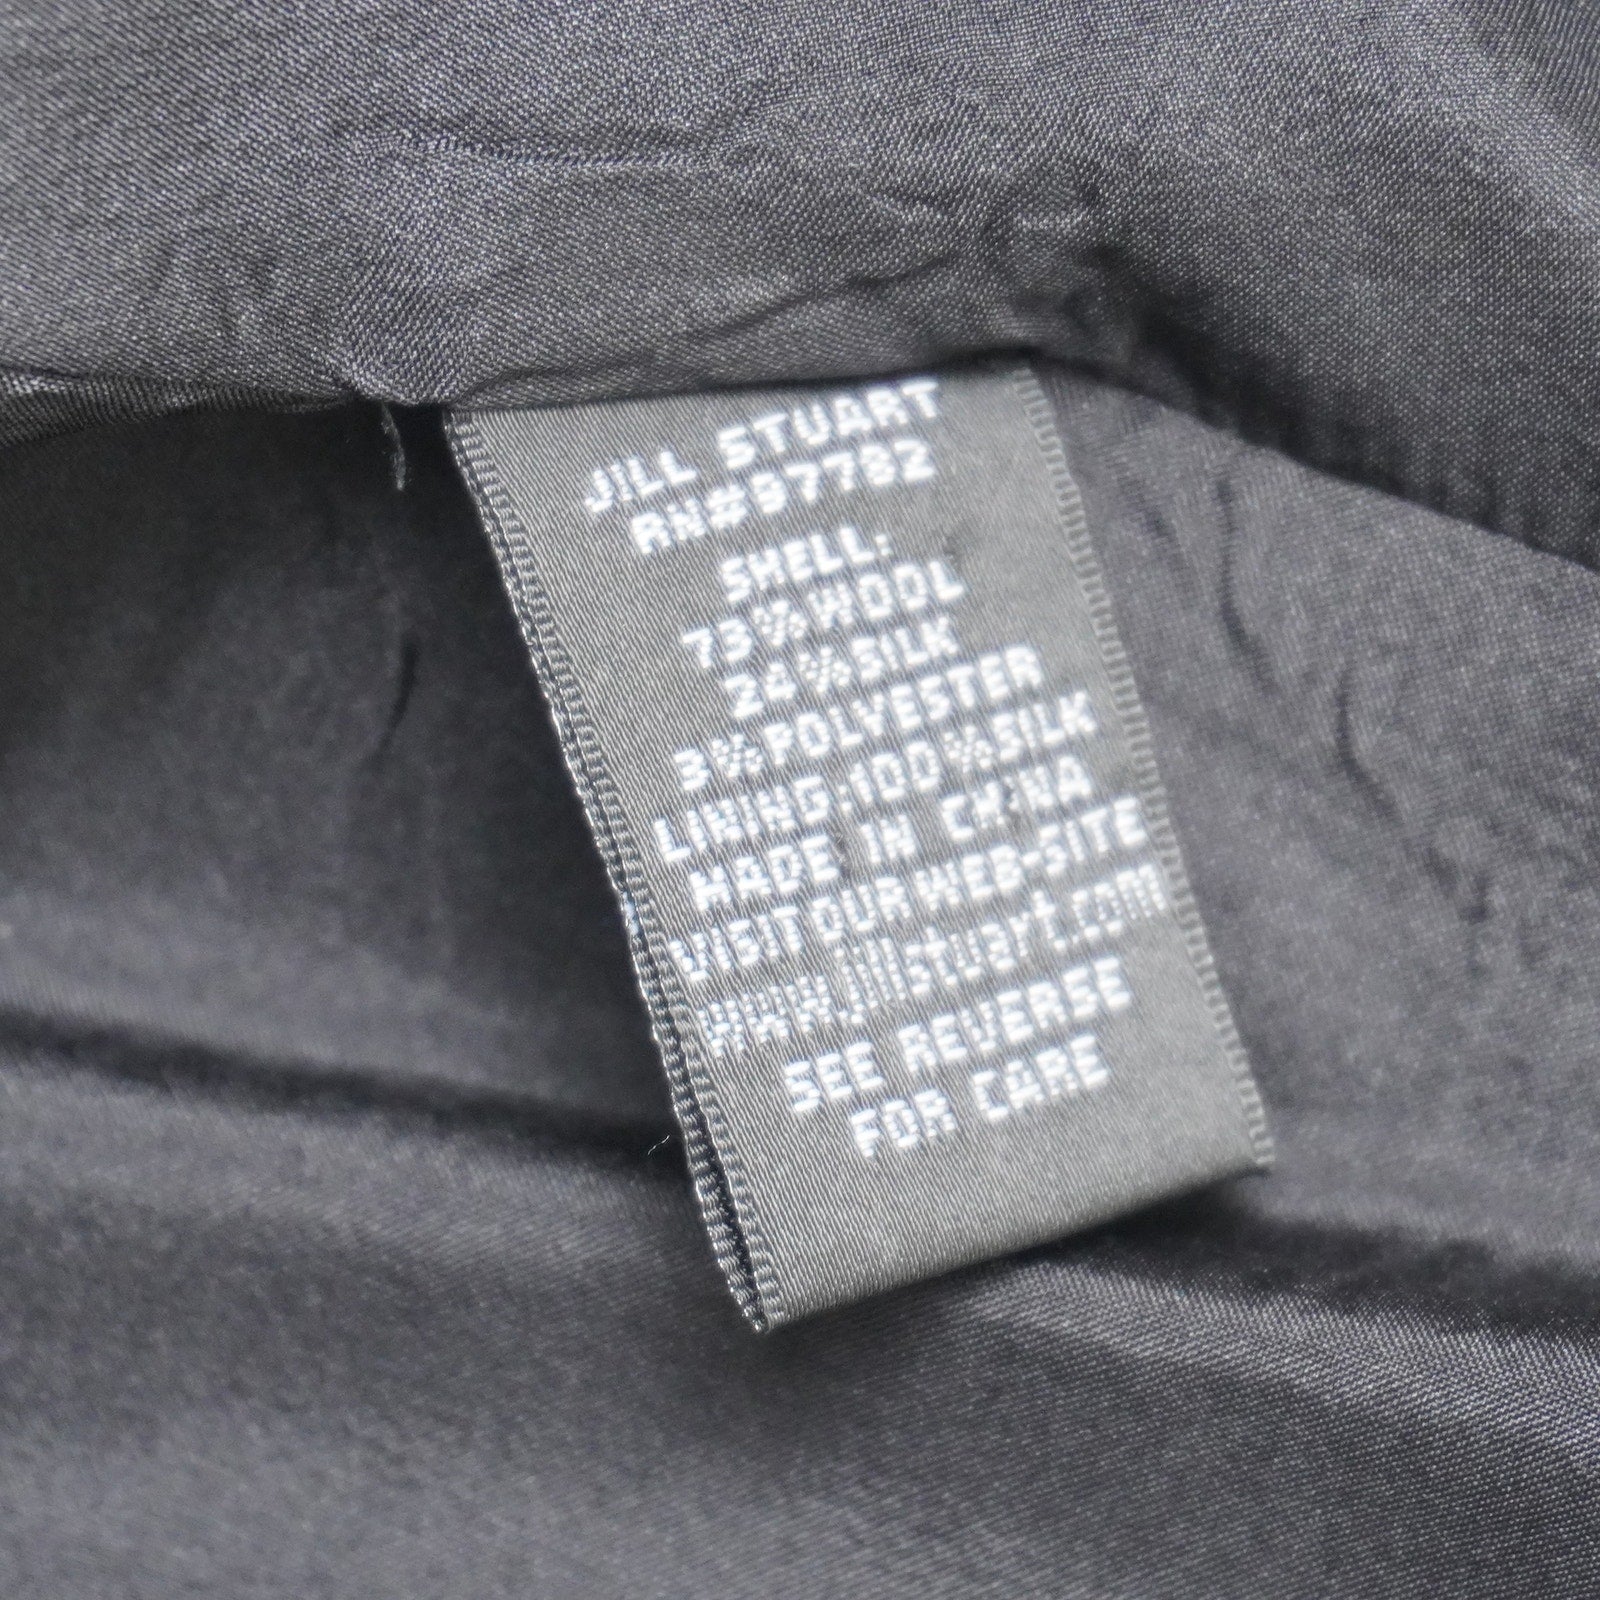 JILL STUART
RN#97782
SHELL:
73%WOOL
24%SILK
3%POLYESTER
LINING:100%SILK
MADE IN CHINA
VISIT OUR WEB-SITE
www.jillstuart.com
SEE REVERSE
FOR CARE